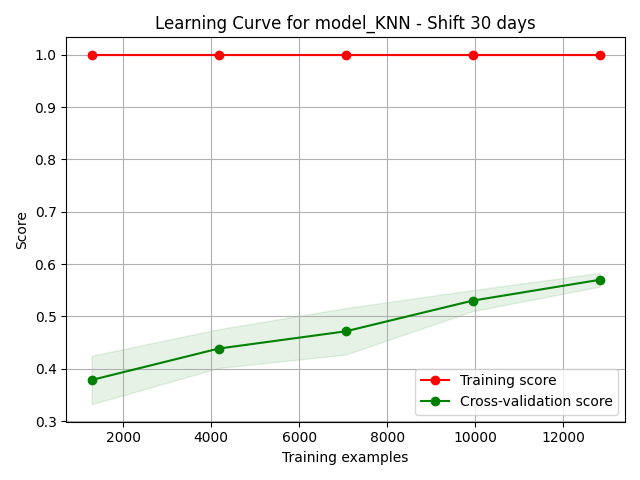 Learning Curve for model_KNN - Shift 30 days
1.0
0.9
0.8
0.7
0.6
0.5
0.4
0.3
Score
2000 4000 6000 8000 10000 12000
Training examples
Training score
Cross-validation score